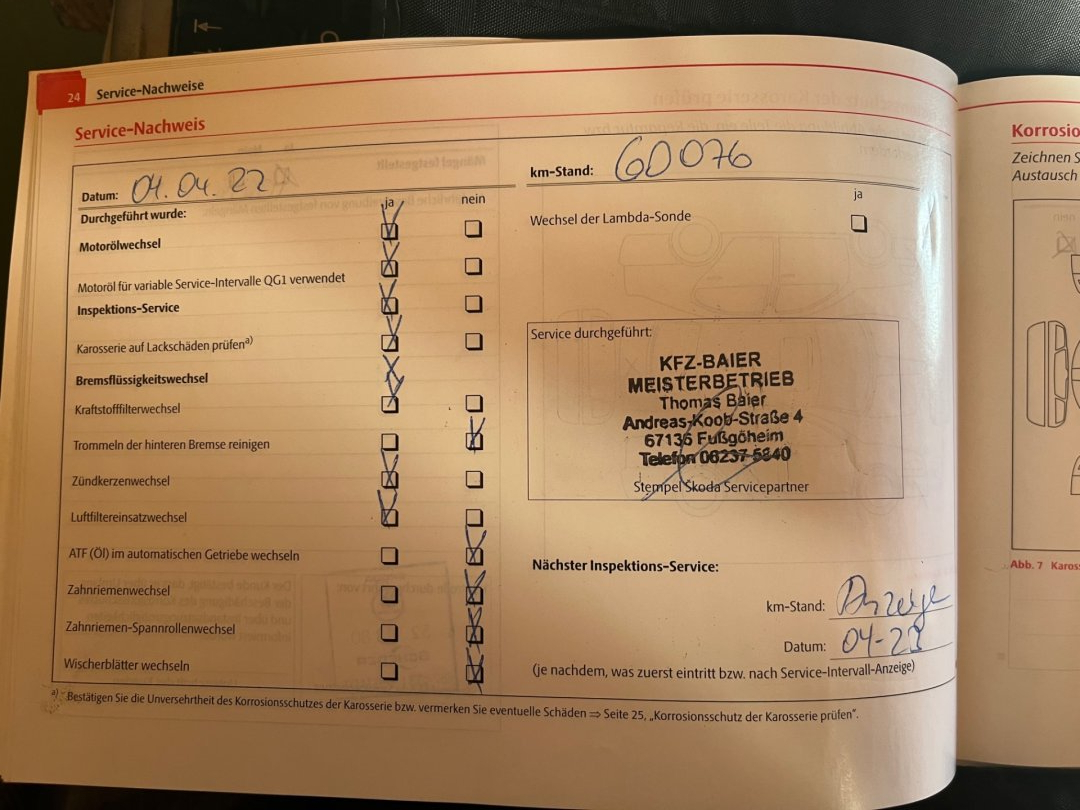 24 Service-Nachweise
Service-Nachweis
Datum: 04.04.22
km-Stand: 60076
ja nein
Durchgeführt wurde:
Motorölwechsel
Motoröl für variable Service-Intervalle QG1 verwendet
Inspektions-Service
Karosserie auf Lackschäden prüfen a)
Bremsflüssigkeitswechsel
Kraftstofffilterwechsel
Trommeln der hinteren Bremse reinigen
Zündkerzenwechsel
Luftfiltereinsatzwechsel
ATF (Öl) im automatischen Getriebe wechseln
Zahnriemenwechsel
Zahnriemen-Spannrollenwechsel
Wischerblätter wechseln
ja
Wechsel der Lambda-Sonde
Service durchgeführt:
KFZ-BAIER
MEISTERBETRIEB
Thomas Baier
Andreas-Koob-Straße 4
67136 Fußgöheim
Telefon 06237-5840
Stempel Skoda Servicepartner
Nächster Inspektions-Service:
km-Stand: Anzeige
Datum: 04-23
(je nachdem, was zuerst eintritt bzw. nach Service-Intervall-Anzeige)
a) Bestätigen Sie die Unversehrtheit des Korrosionsschutzes der Karosserie bzw. vermerken Sie eventuelle Schäden ⇒ Seite 25, „Korrosionsschutz der Karosserie prüfen“.
Korrosio
Zeichnen S
Austausch
Abb. 7 Karos